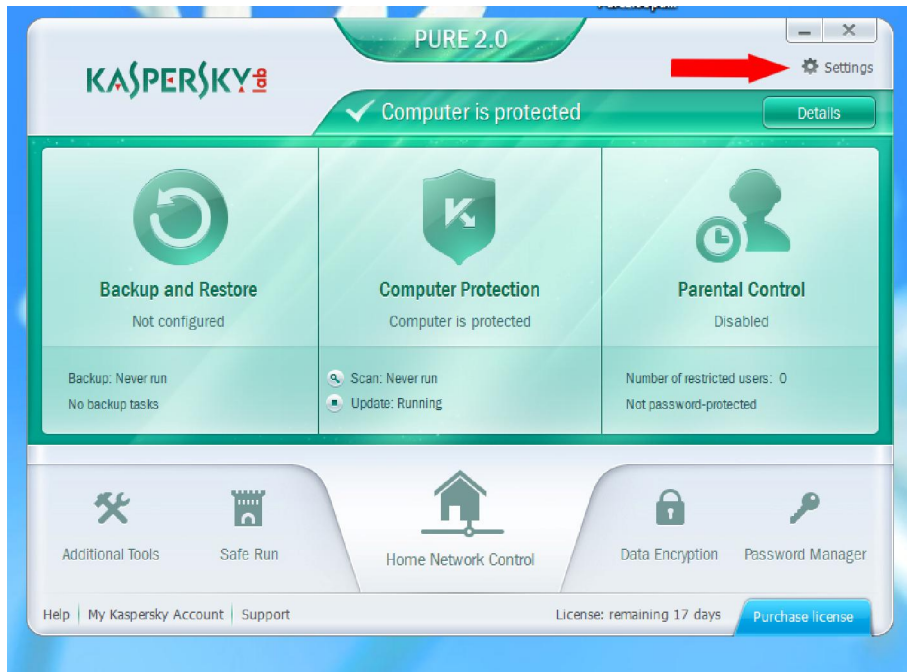 PURE 2.0
KASPERSKY lab
Settings
Computer is protected
Details
Backup and Restore
Not configured
Backup: Never run
No backup tasks
Computer Protection
Computer is protected
Scan: Never run
Update: Running
Parental Control
Disabled
Number of restricted users: 0
Not password-protected
Additional Tools
Safe Run
Home Network Control
Data Encryption
Password Manager
Help | My Kaspersky Account | Support
License: remaining 17 days
Purchase license